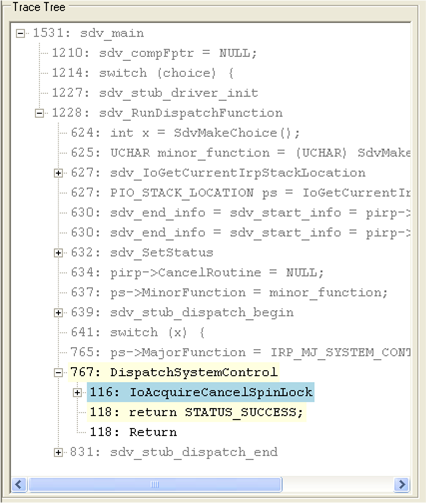 Trace Tree
1531: sdv_main
1210: sdv_compFptr = NULL;
1214: switch (choice) {
1227: sdv_stub_driver_init
1228: sdv_RunDispatchFunction
624: int x = SdvMakeChoice();
625: UCHAR minor_function = (UCHAR) SdvMake
627: sdv_IoGetCurrentIrpStackLocation
627: PIO_STACK_LOCATION ps = IoGetCurrentIr
630: sdv_end_info = sdv_start_info = pirp->
630: sdv_end_info = sdv_start_info = pirp->
632: sdv_SetStatus
634: pirp->CancelRoutine = NULL;
637: ps->MinorFunction = minor_function;
639: sdv_stub_dispatch_begin
641: switch (x) {
765: ps->MajorFunction = IRP_MJ_SYSTEM_CONT
767: DispatchSystemControl
116: IoAcquireCancelSpinLock
118: return STATUS_SUCCESS;
118: Return
831: sdv_stub_dispatch_end